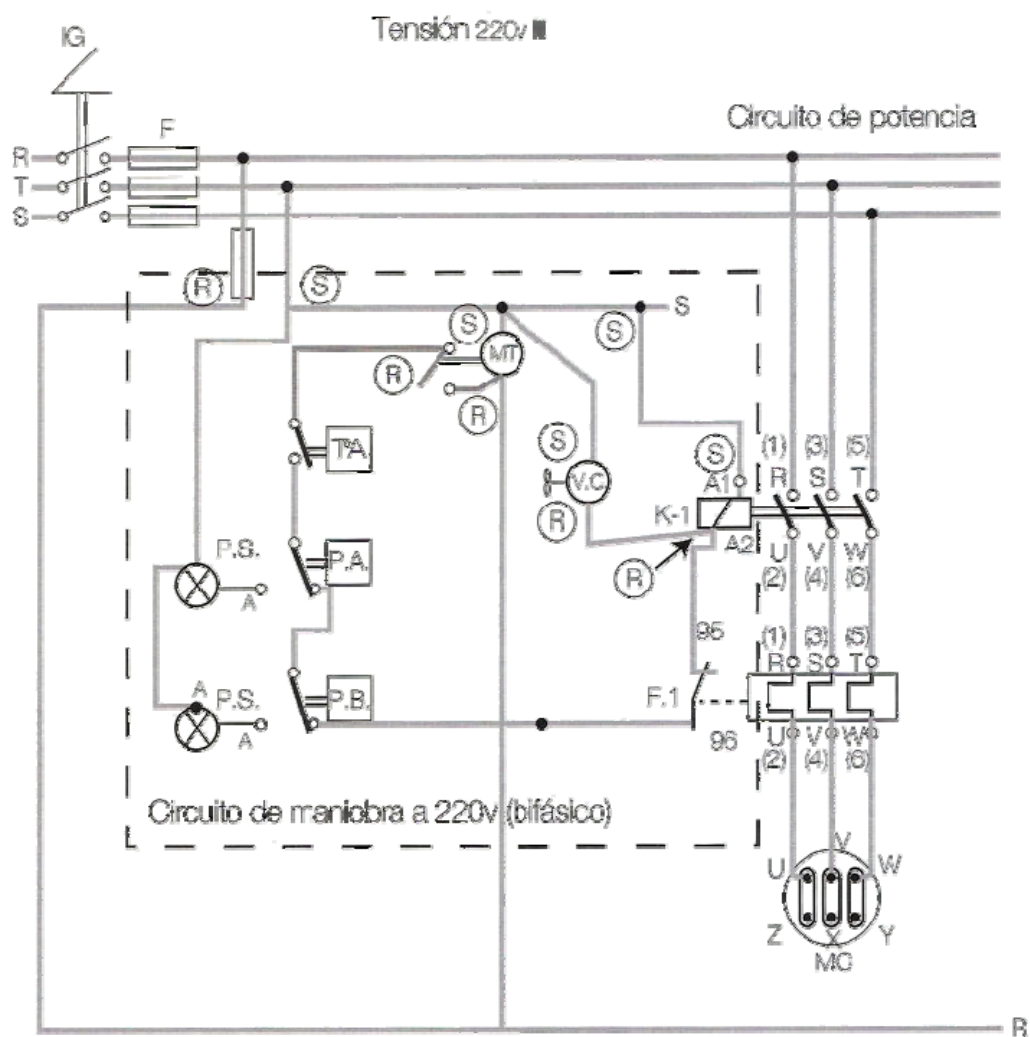 Tensión 220v III
IG
Circuito de potencia
F
R
T
S
R
S
S
S
S
MT
R
R
T.A.
(1) (3) (5)
R S T
S
S
A1
V.C.
R
K-1
A2
U V W
(2) (4) (6)
P.S.
A
P.A.
R
95
(1) (3) (5)
R S T
A
P.S.
A
P.B.
F.1
96
U V W
(2) (4) (6)
Circuito de maniobra a 220v (bifásico)
U V W
Z X Y
MC
R